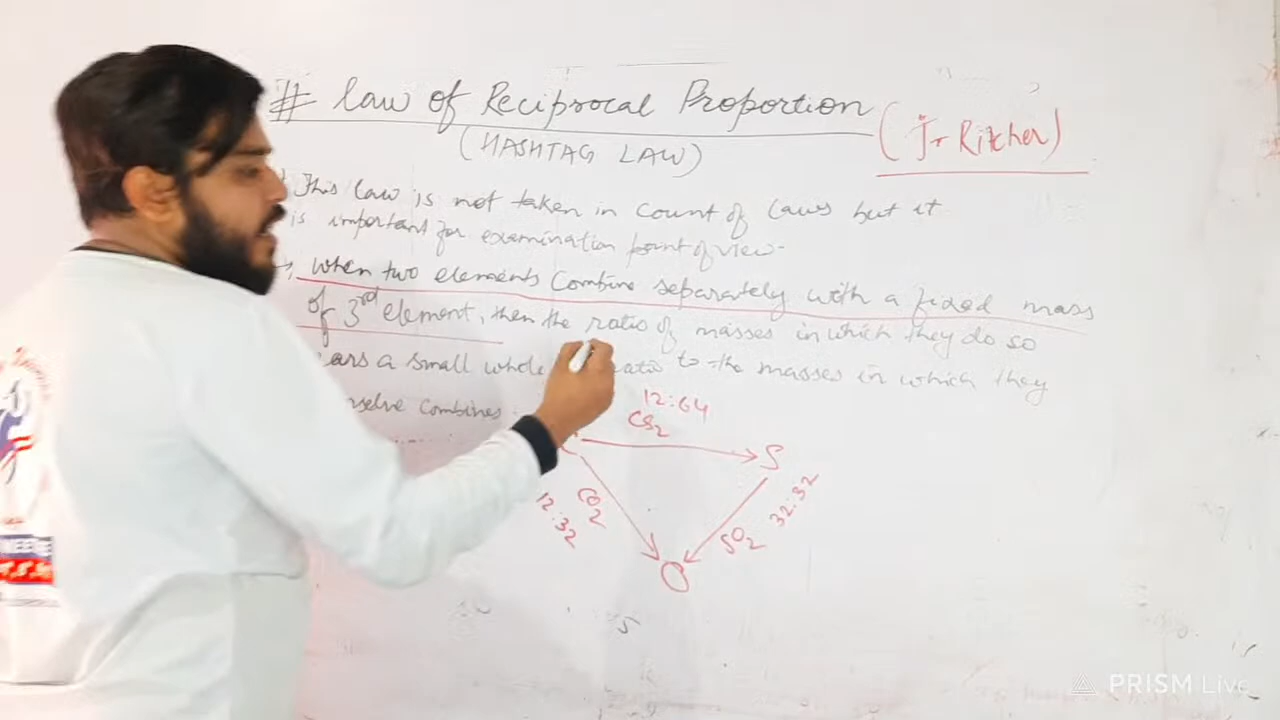 # Law of Reciprocal Proportion
(Jr Ritcher)
(HASHTAG LAW)
This law is not taken in count of laws but it
is important for examination point of view-
→, when two elements Combine separately with a fixed mass
of 3rd element, then the ratio of masses in which they do so
a small whole to the masses in which they
Combines
12:64
CS2
C S
CO2
12:32
SO2
32:32
O
PRISM Live